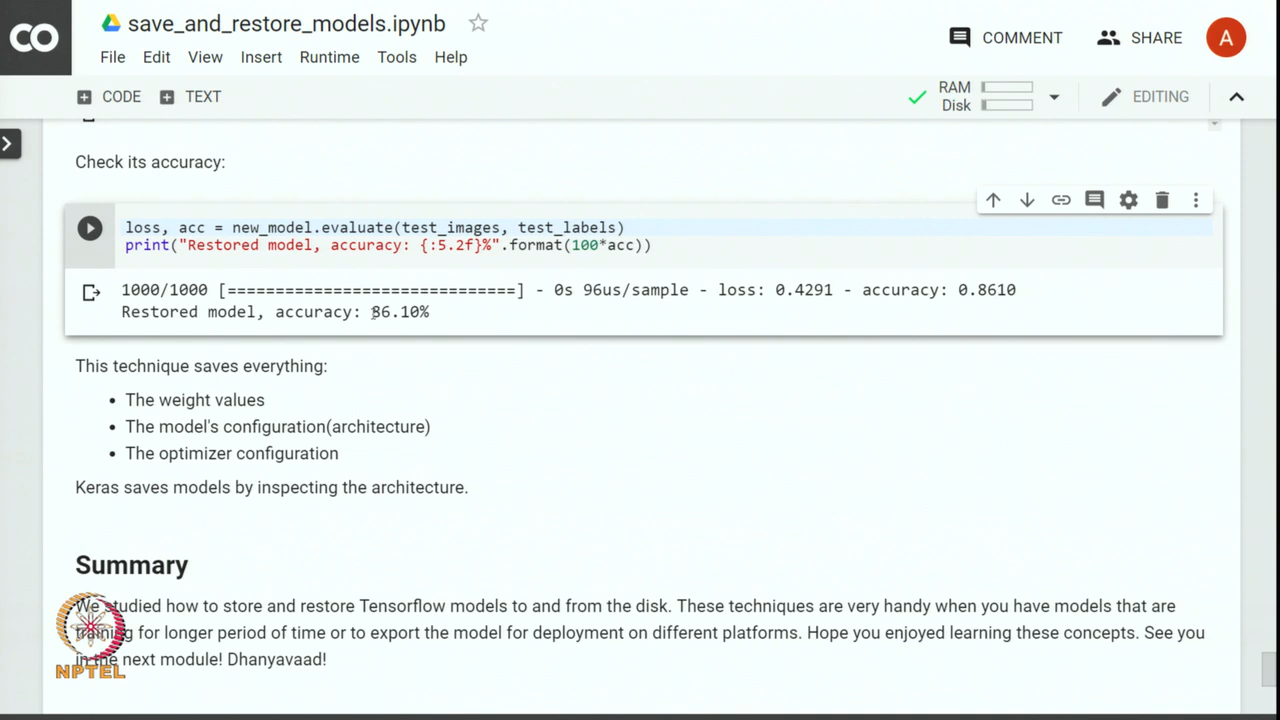 CO
save_and_restore_models.ipynb
File Edit View Insert Runtime Tools Help
COMMENT
SHARE
A
CODE
TEXT
RAM
Disk
EDITING
Check its accuracy:
loss, acc = new_model.evaluate(test_images, test_labels)
print("Restored model, accuracy: {:5.2f}%".format(100*acc))
1000/1000 [==============================] - 0s 96us/sample - loss: 0.4291 - accuracy: 0.8610
Restored model, accuracy: 86.10%
This technique saves everything:
• The weight values
• The model's configuration(architecture)
• The optimizer configuration
Keras saves models by inspecting the architecture.
Summary
We studied how to store and restore Tensorflow models to and from the disk. These techniques are very handy when you have models that are
training for longer period of time or to export the model for deployment on different platforms. Hope you enjoyed learning these concepts. See you
in the next module! Dhanyavaad!
NPTEL